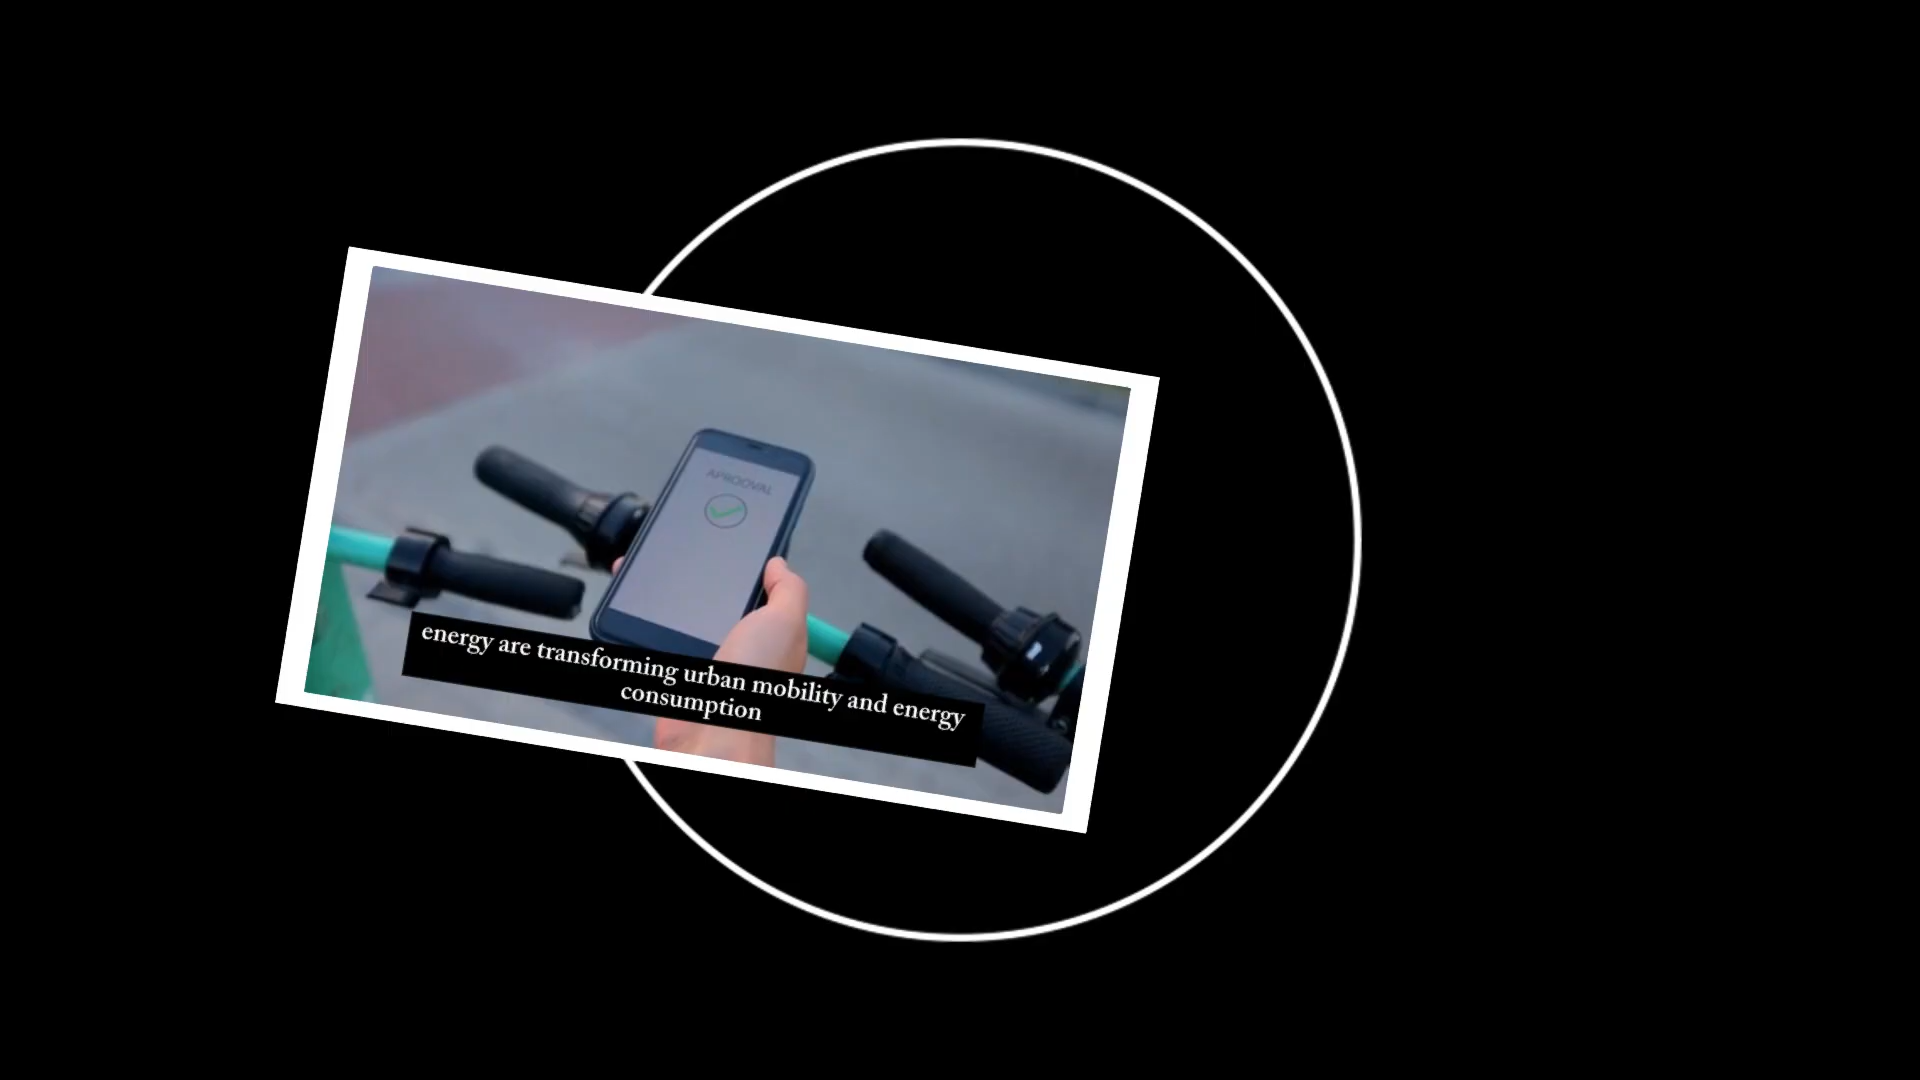 APROOVAL
energy are transforming urban mobility and energy
consumption